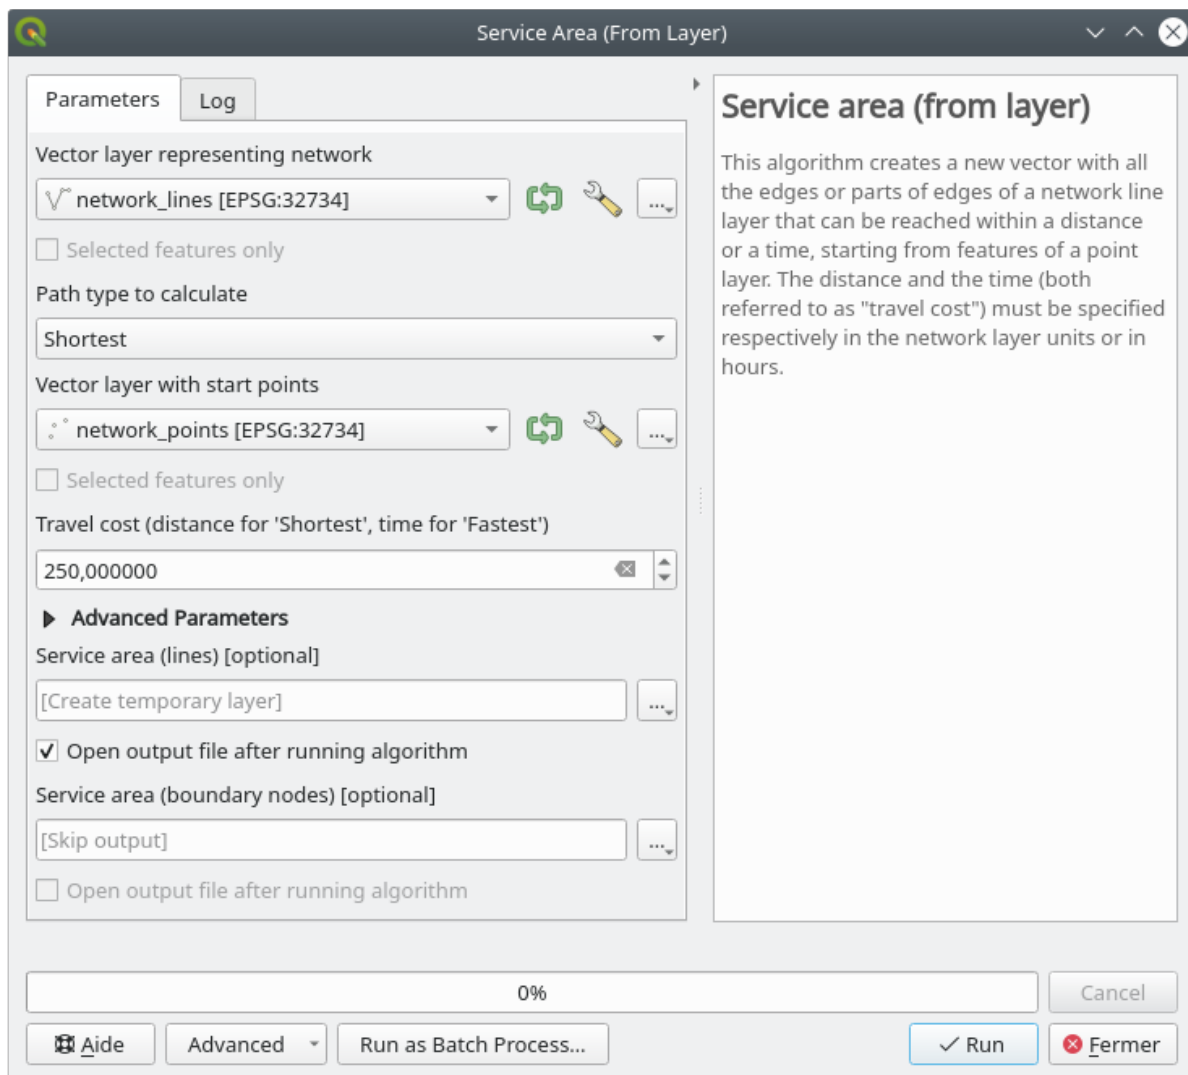 Service Area (From Layer)
Parameters
Log
Vector layer representing network
network_lines [EPSG:32734]
...
Selected features only
Path type to calculate
Shortest
Vector layer with start points
network_points [EPSG:32734]
...
Selected features only
Travel cost (distance for 'Shortest', time for 'Fastest')
250,000000
Advanced Parameters
Service area (lines) [optional]
[Create temporary layer]
...
Open output file after running algorithm
Service area (boundary nodes) [optional]
[Skip output]
...
Open output file after running algorithm
Service area (from layer)
This algorithm creates a new vector with all
the edges or parts of edges of a network line
layer that can be reached within a distance
or a time, starting from features of a point
layer. The distance and the time (both
referred to as "travel cost") must be specified
respectively in the network layer units or in
hours.
0%
Cancel
Aide
Advanced
Run as Batch Process...
Run
Fermer